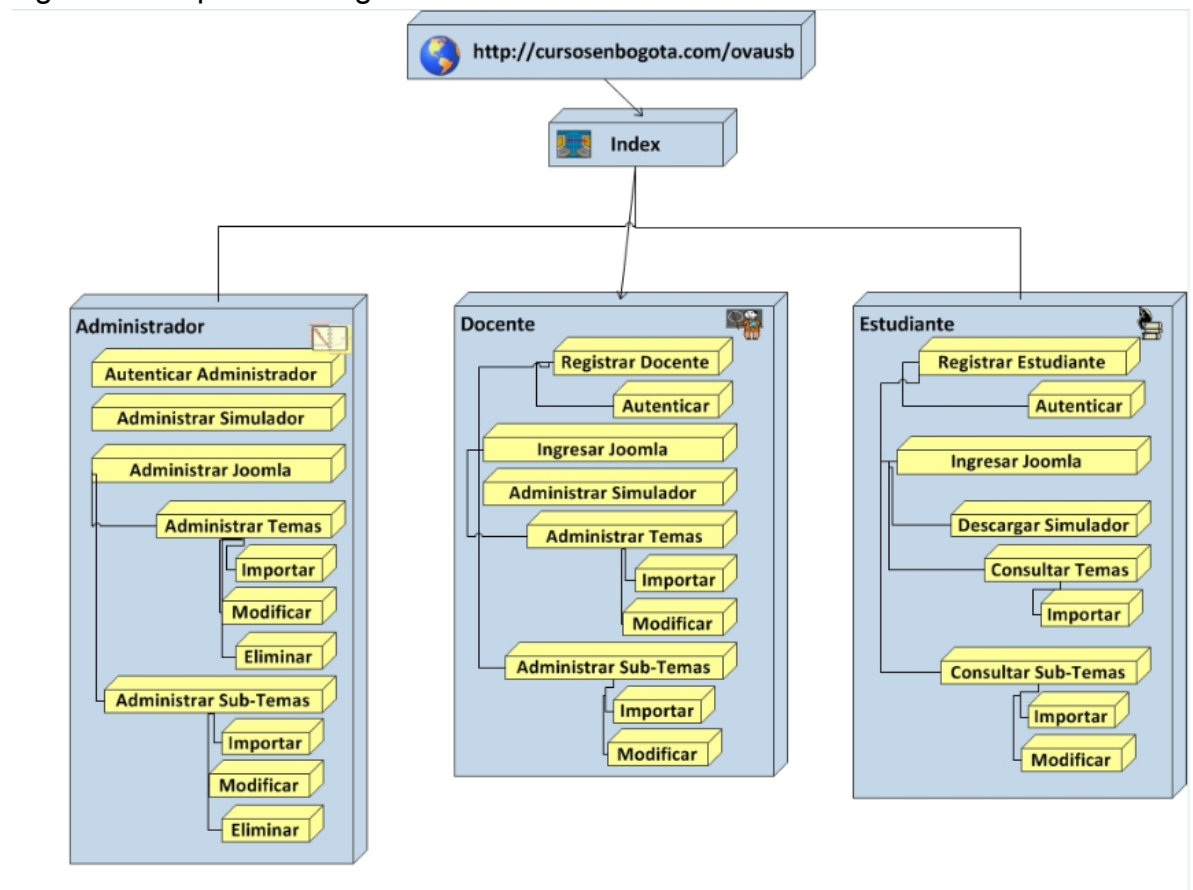 http://cursosenbogota.com/ovausb
Index
Administrador
Autenticar Administrador
Administrar Simulador
Administrar Joomla
Administrar Temas
Importar
Modificar
Eliminar
Administrar Sub-Temas
Importar
Modificar
Eliminar
Docente
Registrar Docente
Autenticar
Ingresar Joomla
Administrar Simulador
Administrar Temas
Importar
Modificar
Administrar Sub-Temas
Importar
Modificar
Estudiante
Registrar Estudiante
Autenticar
Ingresar Joomla
Descargar Simulador
Consultar Temas
Importar
Consultar Sub-Temas
Importar
Modificar